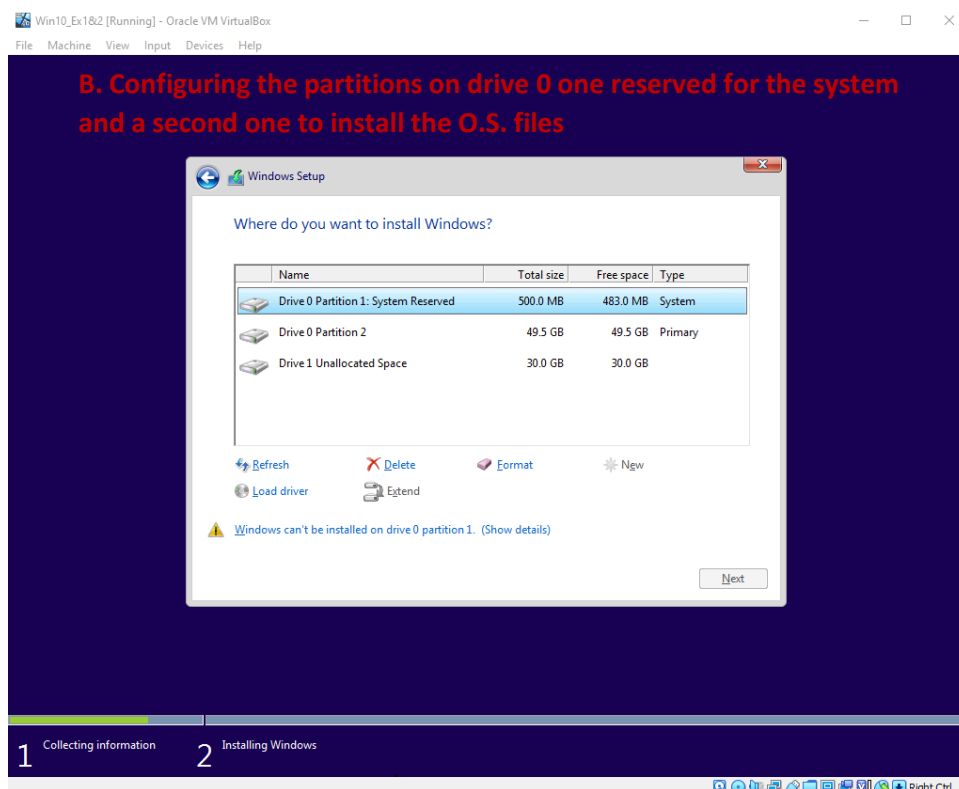 Win10_Ex1&2 [Running] - Oracle VM VirtualBox
File Machine View Input Devices Help
B. Configuring the partitions on drive 0 one reserved for the system
and a second one to install the O.S. files
Windows Setup
Where do you want to install Windows?
Name Total size Free space Type
Drive 0 Partition 1: System Reserved 500.0 MB 483.0 MB System
Drive 0 Partition 2 49.5 GB 49.5 GB Primary
Drive 1 Unallocated Space 30.0 GB 30.0 GB
Refresh Delete Format New
Load driver Extend
Windows can't be installed on drive 0 partition 1. (Show details)
Next
1 Collecting information 2 Installing Windows
Right Ctrl